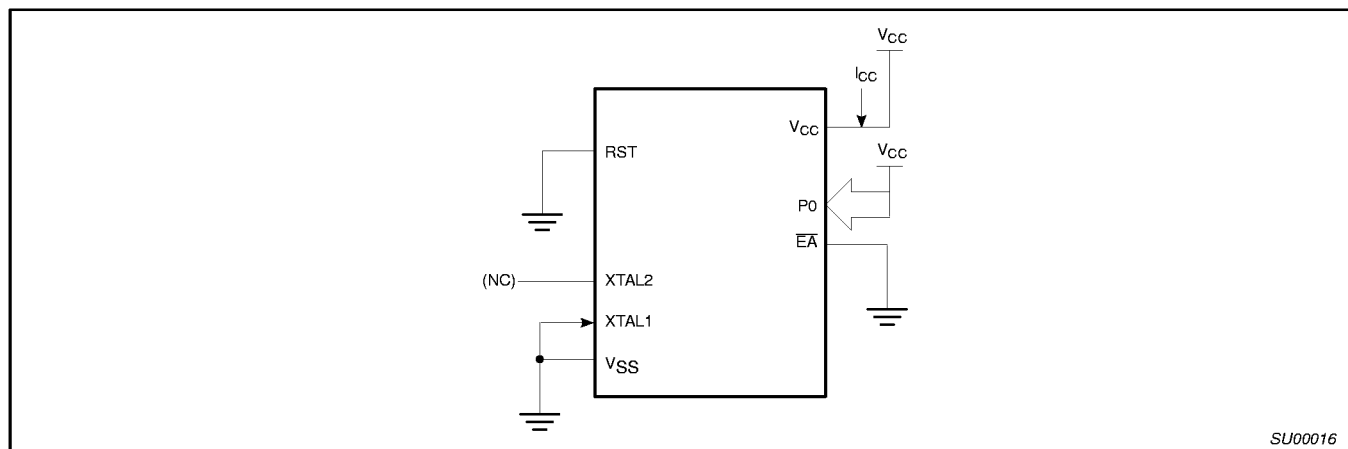 VCC
ICC
VCC
RST
VCC
P0
EA
(NC)
XTAL2
XTAL1
VSS
SU00016